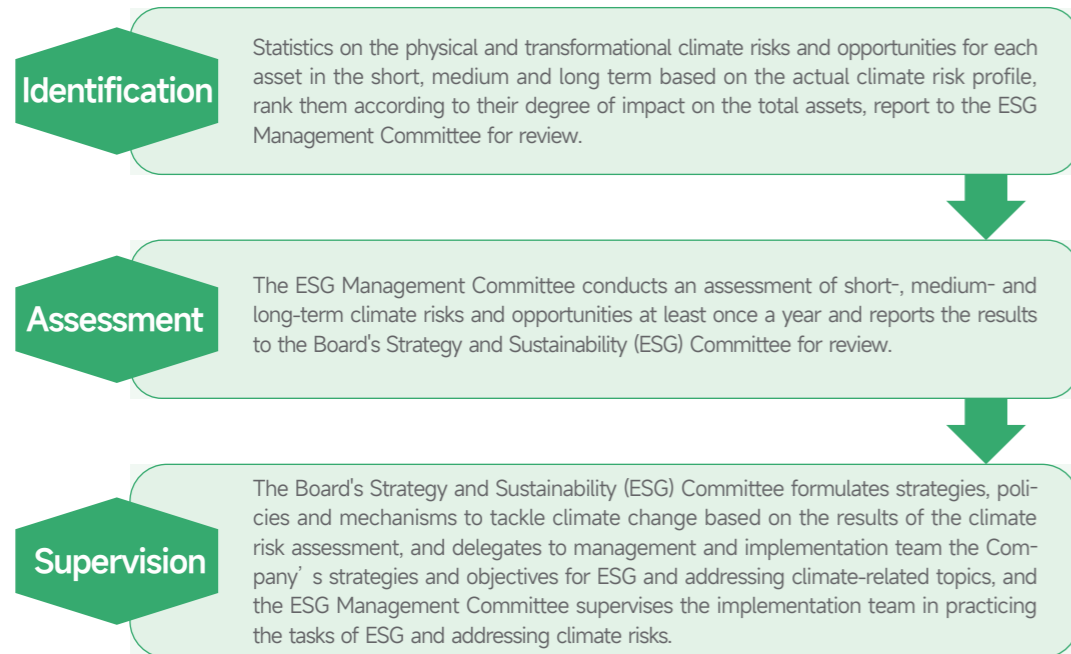 Identification
Statistics on the physical and transformational climate risks and opportunities for each
asset in the short, medium and long term based on the actual climate risk profile,
rank them according to their degree of impact on the total assets, report to the ESG
Management Committee for review.
Assessment
The ESG Management Committee conducts an assessment of short-, medium- and
long-term climate risks and opportunities at least once a year and reports the results
to the Board's Strategy and Sustainability (ESG) Committee for review.
Supervision
The Board's Strategy and Sustainability (ESG) Committee formulates strategies, poli-
cies and mechanisms to tackle climate change based on the results of the climate
risk assessment, and delegates to management and implementation team the Com-
pany’ s strategies and objectives for ESG and addressing climate-related topics, and
the ESG Management Committee supervises the implementation team in practicing
the tasks of ESG and addressing climate risks.